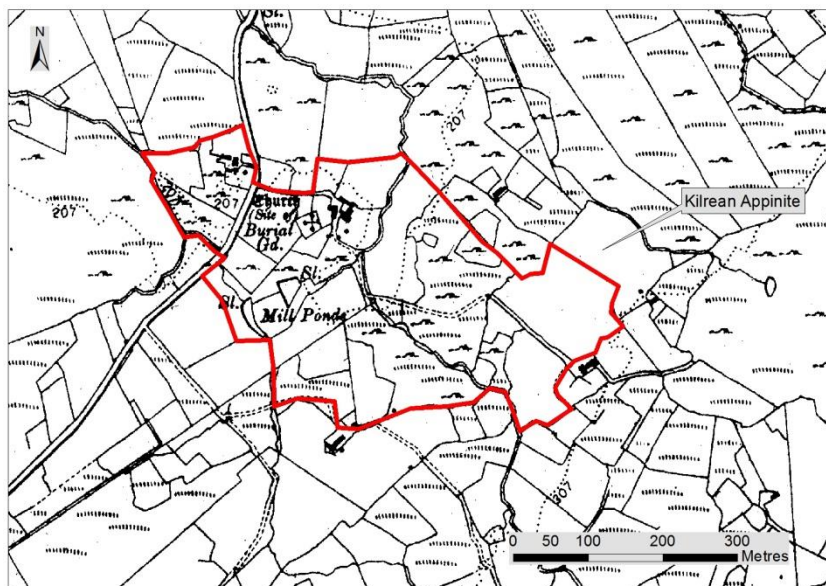 Sl.
N
207
207
207
Church
(Site of)
Burial
Gd.
Kilrean Appinite
Sl.
Sl.
Mill Ponds
207
0 50 100 200 300
Metres